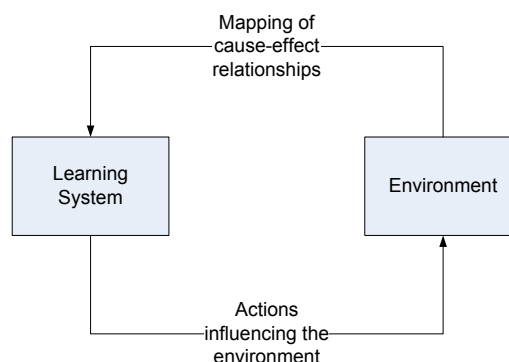 Mapping of
cause-effect
relationships
Learning
System
Environment
Actions
influencing the
environment